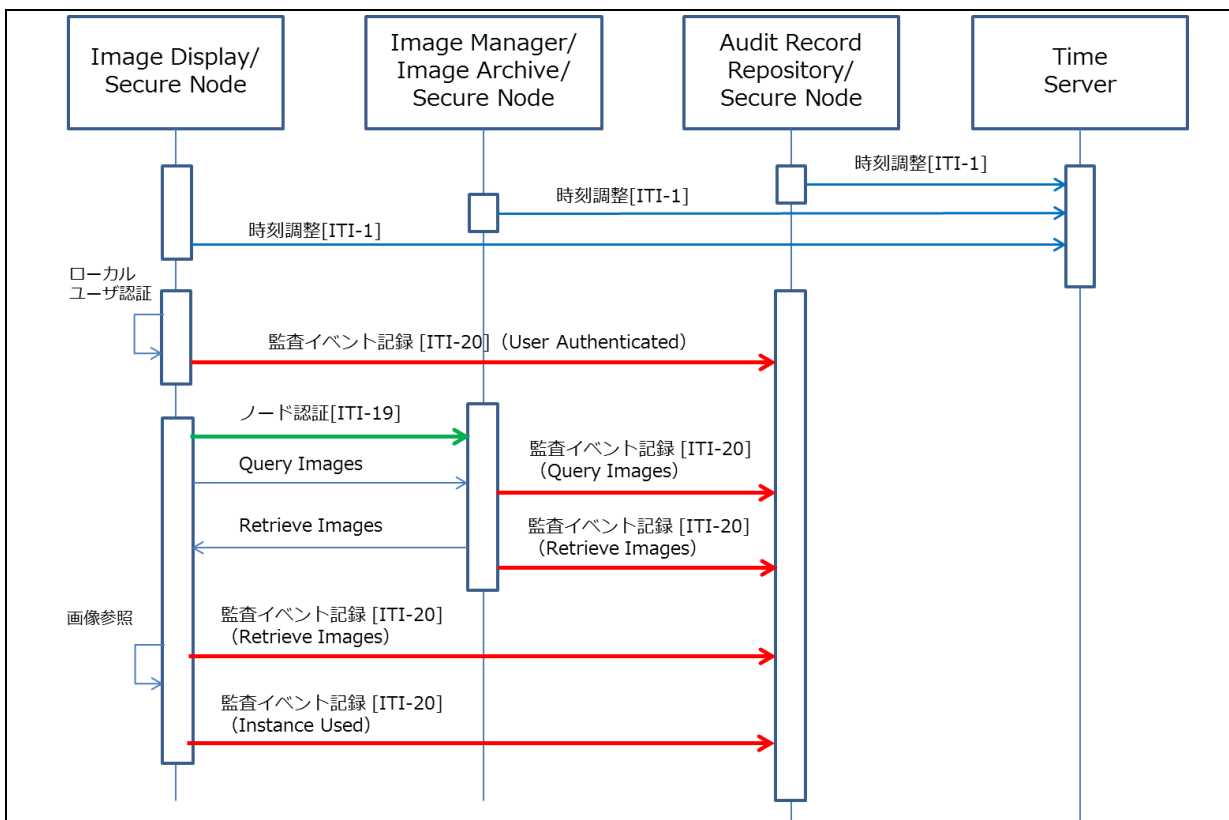 Image Display/
Secure Node
Image Manager/
Image Archive/
Secure Node
Audit Record
Repository/
Secure Node
Time
Server
時刻調整[ITI-1]
時刻調整[ITI-1]
時刻調整[ITI-1]
ローカル
ユーザ認証
監査イベント記録 [ITI-20]（User Authenticated）
ノード認証[ITI-19]
Query Images
監査イベント記録 [ITI-20]
（Query Images）
Retrieve Images
監査イベント記録 [ITI-20]
（Retrieve Images）
画像参照
監査イベント記録 [ITI-20]
（Retrieve Images）
監査イベント記録 [ITI-20]
（Instance Used）